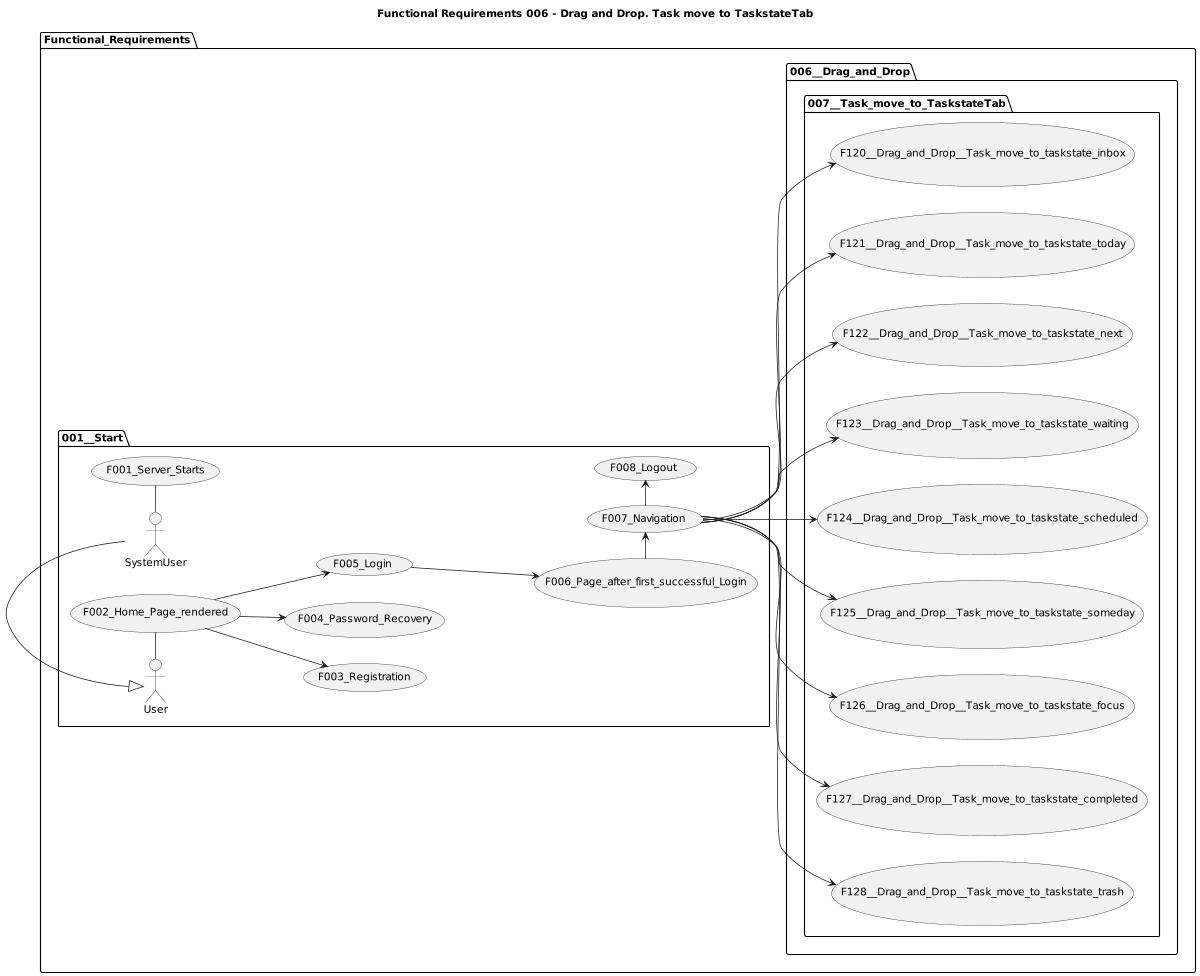 Functional Requirements 006 - Drag and Drop. Task move to TaskstateTab
Functional_Requirements
006__Drag_and_Drop
007__Task_move_to_TaskstateTab
F120__Drag_and_Drop__Task_move_to_taskstate_inbox
F121__Drag_and_Drop__Task_move_to_taskstate_today
F122__Drag_and_Drop__Task_move_to_taskstate_next
F123__Drag_and_Drop__Task_move_to_taskstate_waiting
F124__Drag_and_Drop__Task_move_to_taskstate_scheduled
F125__Drag_and_Drop__Task_move_to_taskstate_someday
F126__Drag_and_Drop__Task_move_to_taskstate_focus
F127__Drag_and_Drop__Task_move_to_taskstate_completed
F128__Drag_and_Drop__Task_move_to_taskstate_trash
001__Start
F001_Server_Starts
SystemUser
F002_Home_Page_rendered
User
F005_Login
F004_Password_Recovery
F003_Registration
F008_Logout
F007_Navigation
F006_Page_after_first_successful_Login